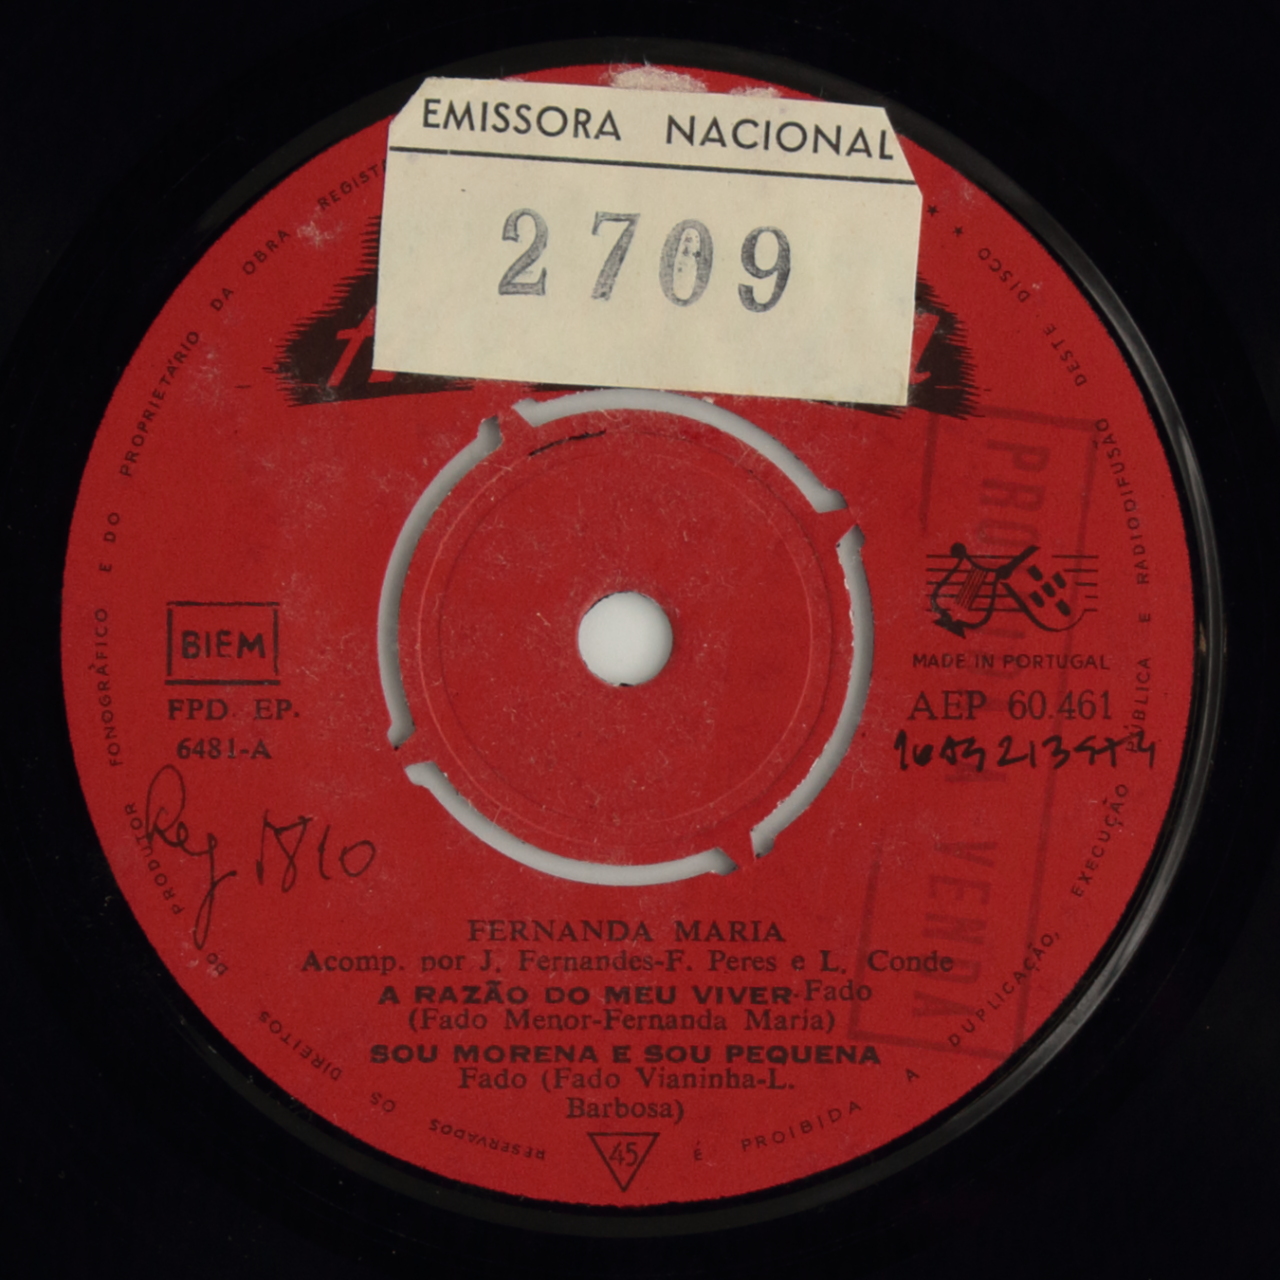 EMISSORA NACIONAL
2709
BIEM
FPD. EP.
6481-A
MADE IN PORTUGAL
AEP 60.461
Reg
FERNANDA MARIA
Acomp. por J. Fernandes-F. Peres e L. Conde
A RAZÃO DO MEU VIVER-Fado
(Fado Menor-Fernanda Maria)
SOU MORENA E SOU PEQUENA
Fado (Fado Vianinha-L.
Barbosa)
45
PROIBIDA A VENDA
RESERVADOS OS DIREITOS DO PRODUTOR FONOGRÁFICO E DO PROPRIETÁRIO DA OBRA
É PROIBIDA A DUPLICAÇÃO, EXECUÇÃO PÚBLICA E RADIODIFUSÃO DESTE DISCO